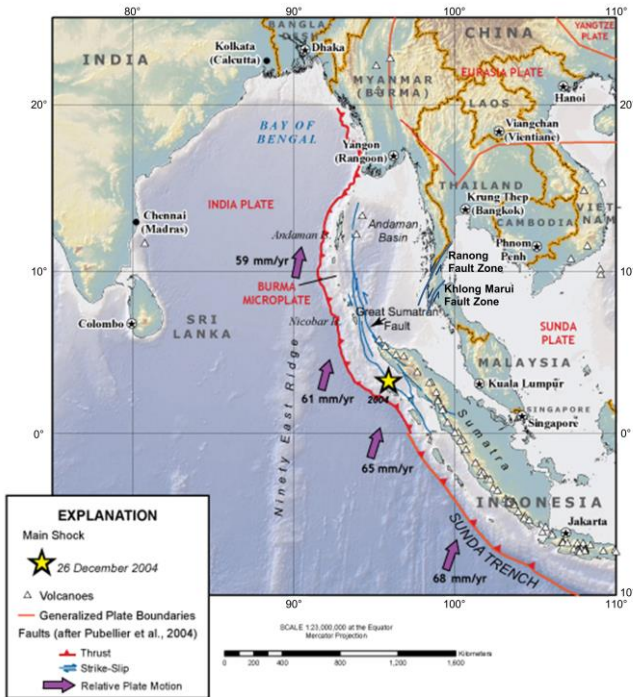 80°
90°
100°
110°
BANGLA
DESH
CHINA
YANGTZE
PLATE
Kolkata
(Calcutta)
Dhaka
INDIA
MYANMAR
(BURMA)
EURASIA PLATE
Hanoi
20°
20°
LAOS
BAY OF
BENGAL
Viangchan
(Vientiane)
Yangon
(Rangoon)
THAILAND
VIET
NAM
INDIA PLATE
Krung Thep
(Bangkok)
Chennai
(Madras)
CAMBODIA
Andaman
Andaman
Basin
Phnom
Penh
59 mm/yr
Ranong
Fault Zone
10°
10°
BURMA
MICROPLATE
Khlong Marui
Fault Zone
Nicobar
Great Sumatran
Fault
SUNDA
PLATE
Colombo
SRI
LANKA
MALAYSIA
61 mm/yr
2004
Kuala Lumpur
Ninety East Ridge
Sumatra
SINGAPORE
Singapore
0°
0°
65 mm/yr
INDONESIA
Jakarta
SUNDA TRENCH
68 mm/yr
90°
100°
110°
10°
EXPLANATION
Main Shock
26 December 2004
Volcanoes
Generalized Plate Boundaries
Faults (after Pubellier et al., 2004)
Thrust
Strike-Slip
Relative Plate Motion
SCALE 1:23,000,000 at the Equator
Mercator Projection
0 100 200 400 800 1,200 1,600
Kilometers